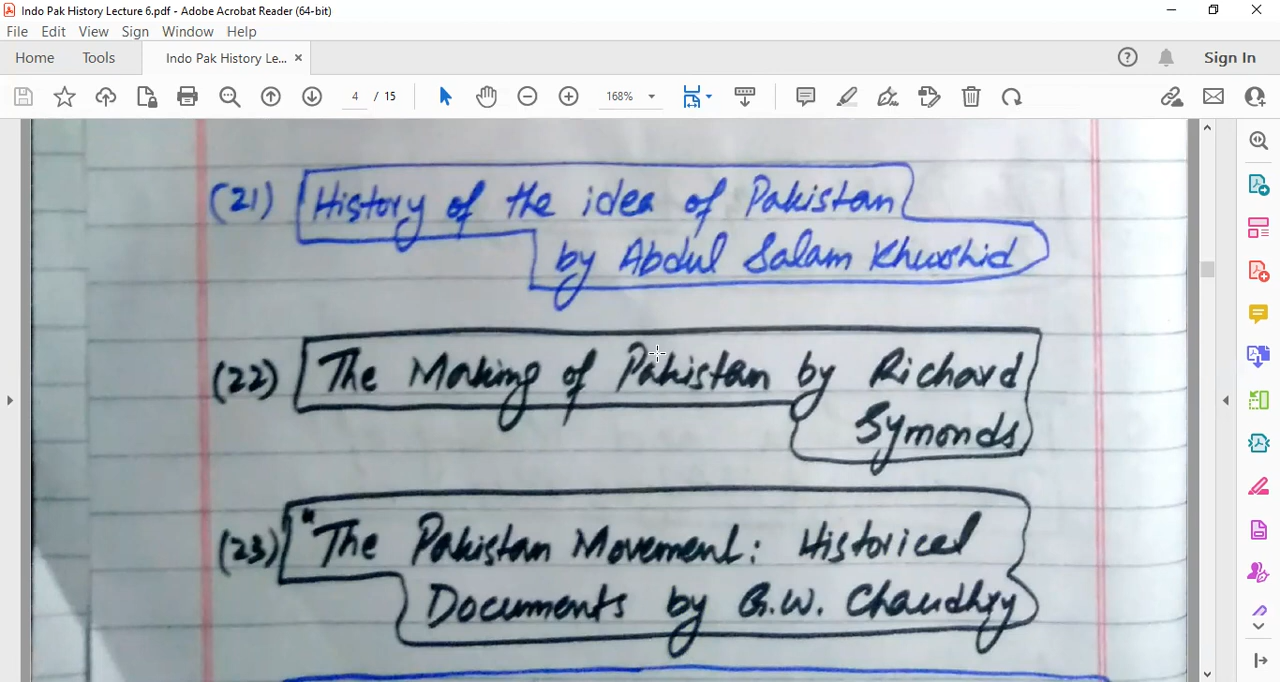 Indo Pak History Lecture 6.pdf - Adobe Acrobat Reader (64-bit)
File Edit View Sign Window Help
Home Tools Indo Pak History Le... × Sign In
4 / 15 168%
(21) History of the idea of Pakistan
by Abdul Salam Khurshid
(22) The Making of Pakistan by Richard
Symonds
(23) "The Pakistan Movement: Historical
Documents by G.W. Chaudhry